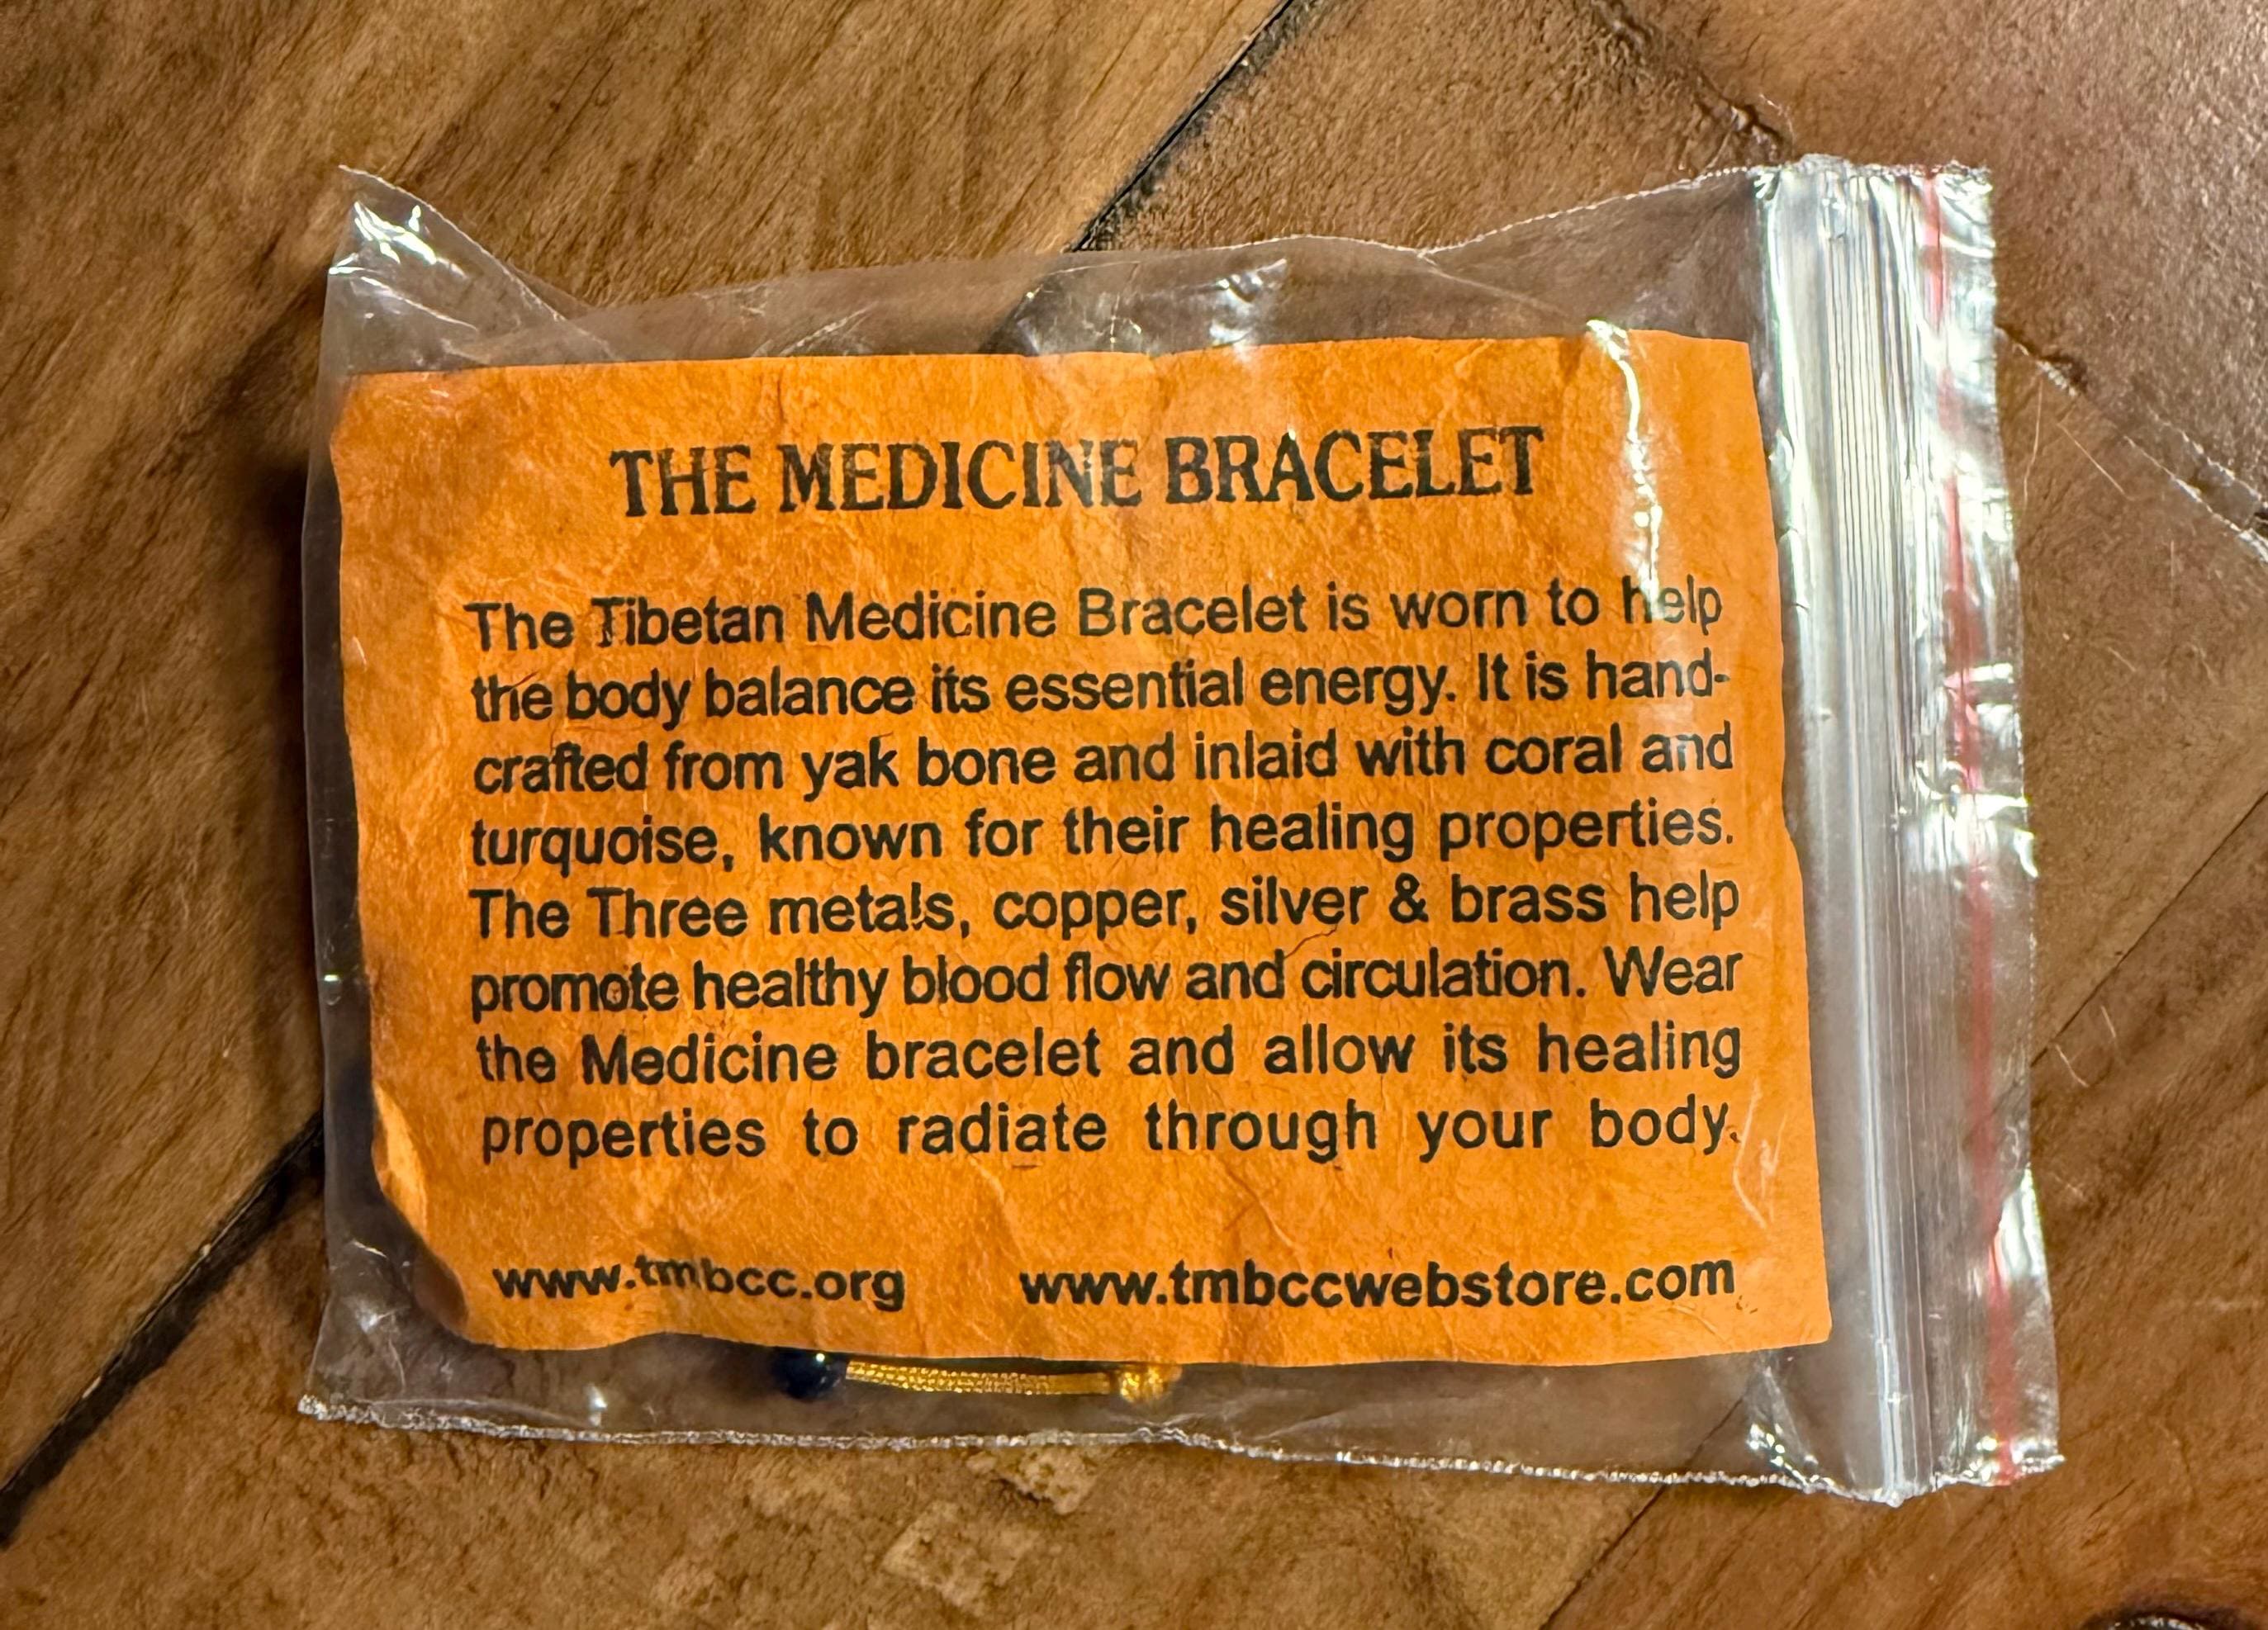 THE MEDICINE BRACELET
The Tibetan Medicine Bracelet is worn to help
the body balance its essential energy. It is hand-
crafted from yak bone and inlaid with coral and
turquoise, known for their healing properties.
The Three metals, copper, silver & brass help
promote healthy blood flow and circulation. Wear
the Medicine bracelet and allow its healing
properties to radiate through your body.
www.tmbcc.org www.tmbccwebstore.com